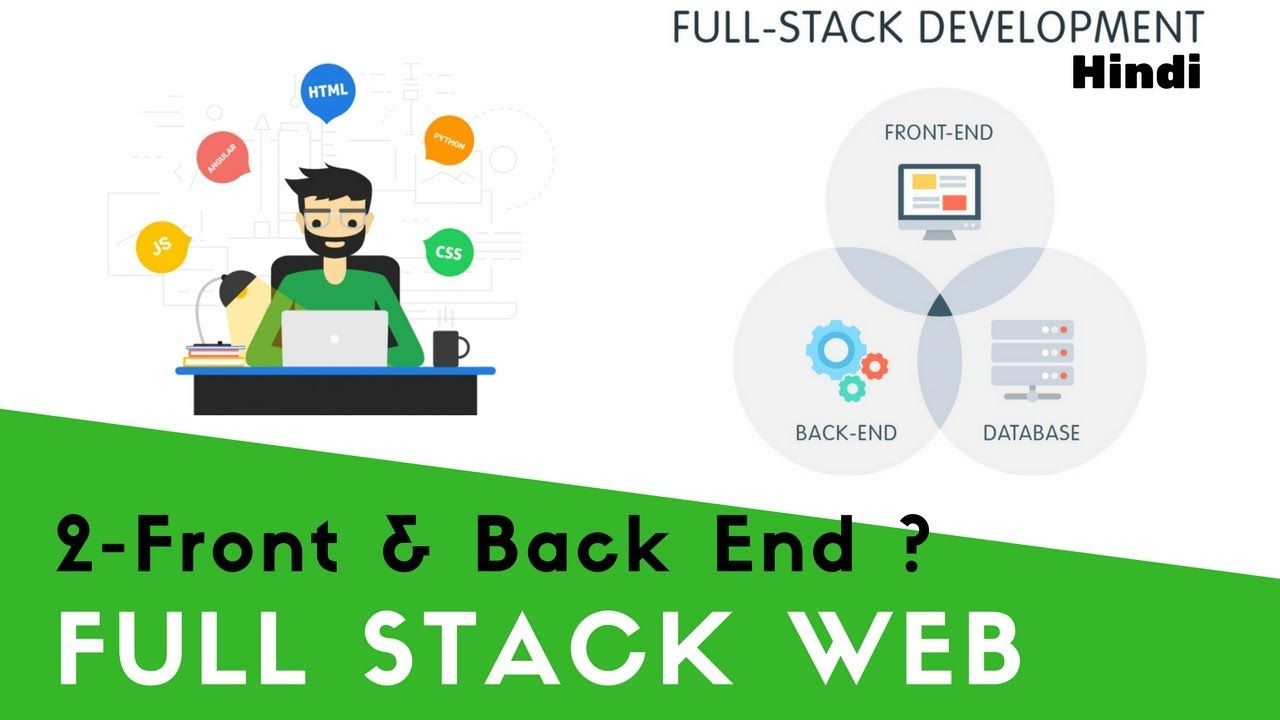 FULL-STACK DEVELOPMENT
Hindi
HTML
ANGULAR
PYTHON
JS
CSS
FRONT-END
BACK-END
DATABASE
2-Front & Back End ?
FULL STACK WEB